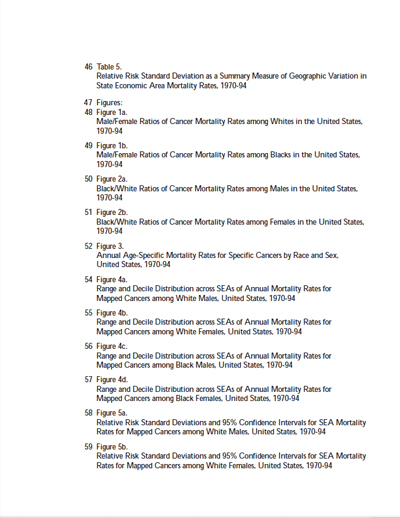 46 Table 5.
Relative Risk Standard Deviation as a Summary Measure of Geographic Variation in
State Economic Area Mortality Rates, 1970-94
47 Figures:
48 Figure 1a.
Male/Female Ratios of Cancer Mortality Rates among Whites in the United States,
1970-94
49 Figure 1b.
Male/Female Ratios of Cancer Mortality Rates among Blacks in the United States,
1970-94
50 Figure 2a.
Black/White Ratios of Cancer Mortality Rates among Males in the United States,
1970-94
51 Figure 2b.
Black/White Ratios of Cancer Mortality Rates among Females in the United States,
1970-94
52 Figure 3.
Annual Age-Specific Mortality Rates for Specific Cancers by Race and Sex,
United States, 1970-94
54 Figure 4a.
Range and Decile Distribution across SEAs of Annual Mortality Rates for
Mapped Cancers among White Males, United States, 1970-94
55 Figure 4b.
Range and Decile Distribution across SEAs of Annual Mortality Rates for
Mapped Cancers among White Females, United States, 1970-94
56 Figure 4c.
Range and Decile Distribution across SEAs of Annual Mortality Rates for
Mapped Cancers among Black Males, United States, 1970-94
57 Figure 4d.
Range and Decile Distribution across SEAs of Annual Mortality Rates for
Mapped Cancers among Black Females, United States, 1970-94
58 Figure 5a.
Relative Risk Standard Deviations and 95% Confidence Intervals for SEA Mortality
Rates for Mapped Cancers among White Males, United States, 1970-94
59 Figure 5b.
Relative Risk Standard Deviations and 95% Confidence Intervals for SEA Mortality
Rates for Mapped Cancers among White Females, United States, 1970-94